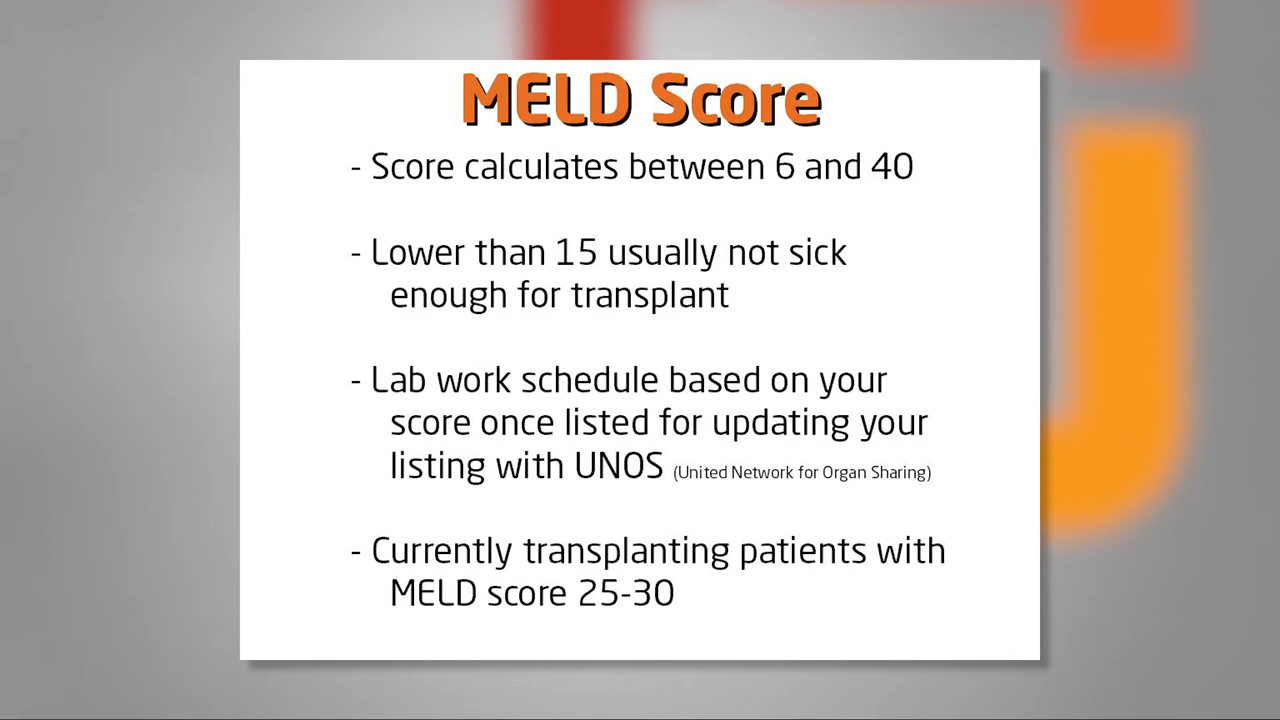 MELD Score
- Score calculates between 6 and 40
- Lower than 15 usually not sick
enough for transplant
- Lab work schedule based on your
score once listed for updating your
listing with UNOS (United Network for Organ Sharing)
- Currently transplanting patients with
MELD score 25-30